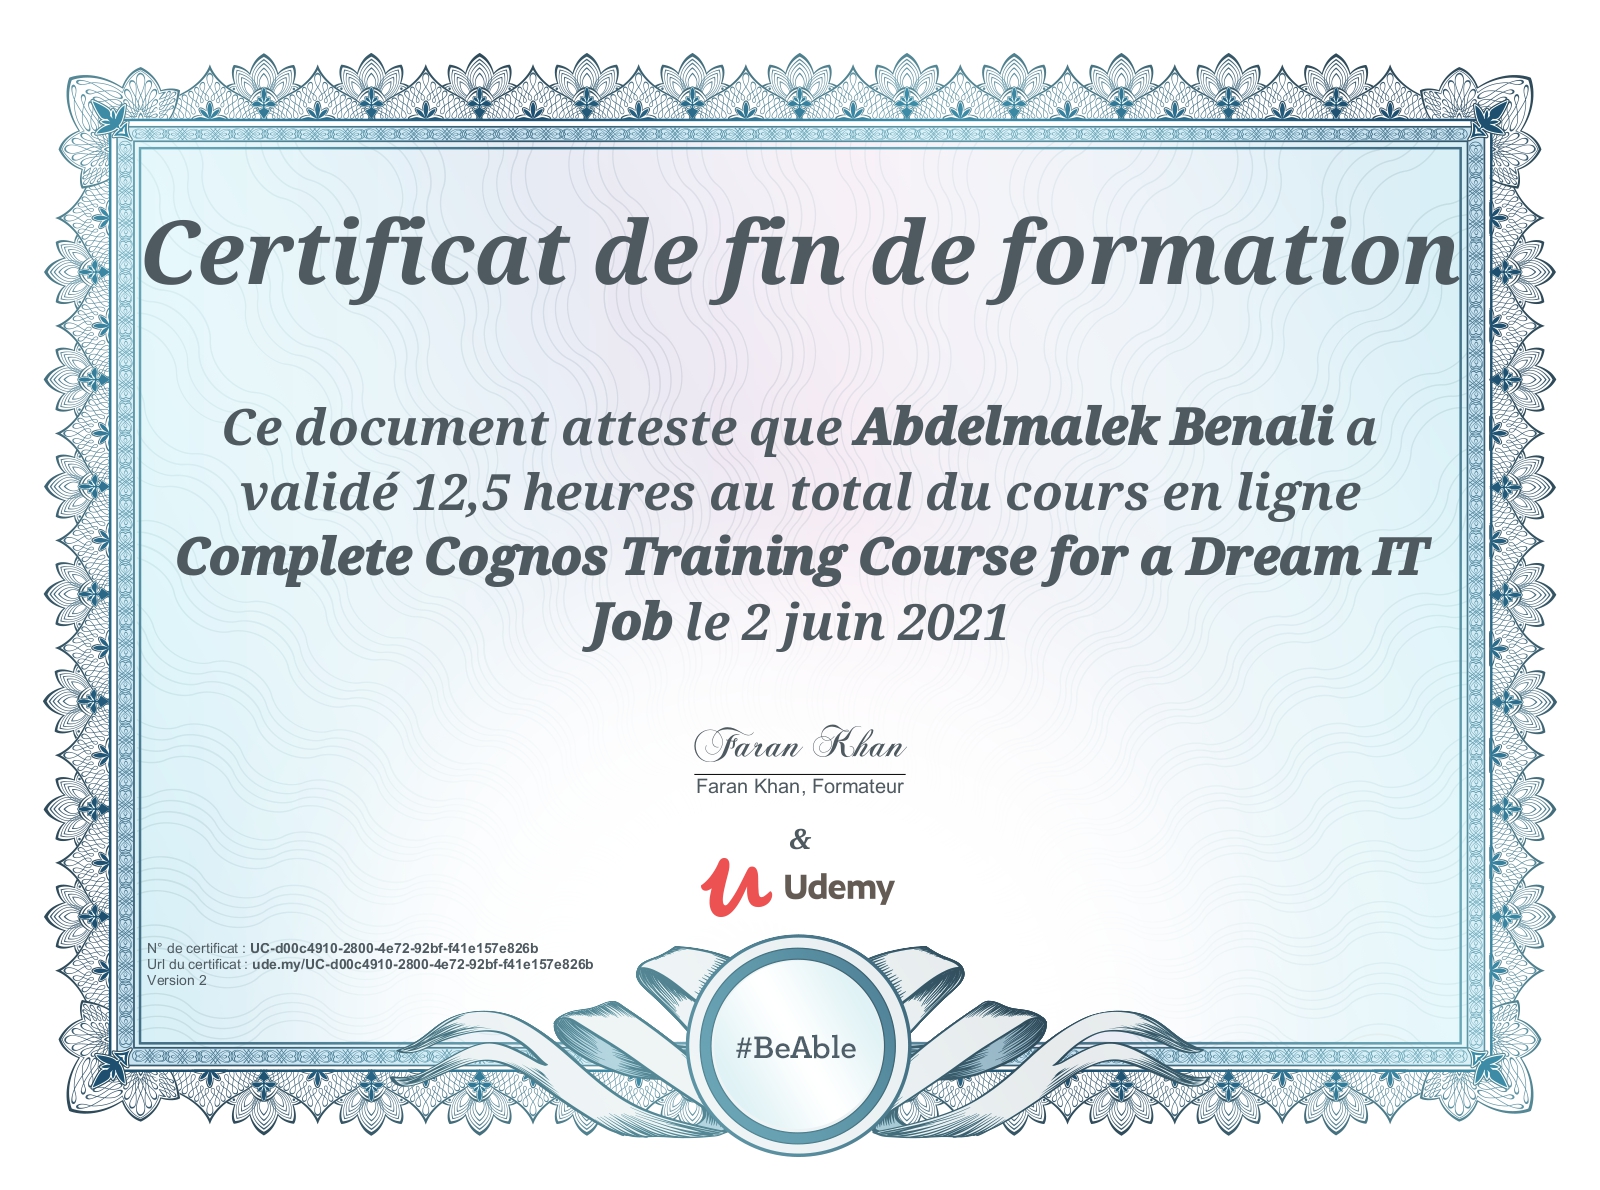 Certificat de fin de formation
Ce document atteste que Abdelmalek Benali a
validé 12,5 heures au total du cours en ligne
Complete Cognos Training Course for a Dream IT
Job le 2 juin 2021
Faran Khan
Faran Khan, Formateur
&
Udemy
N° de certificat : UC-d00c4910-2800-4e72-92bf-f41e157e826b
Url du certificat : ude.my/UC-d00c4910-2800-4e72-92bf-f41e157e826b
Version 2
#BeAble